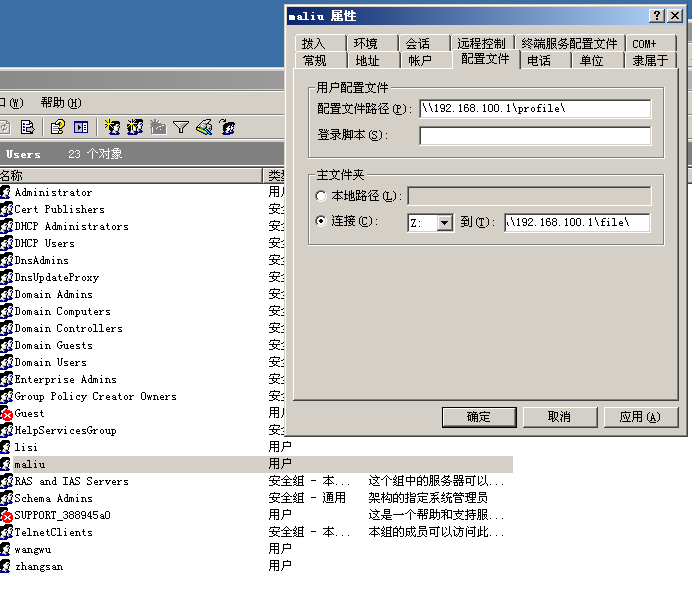 maliu 属性
拨入 环境 会话 远程控制 终端服务配置文件 COM+
常规 地址 帐户 配置文件 电话 单位 隶属于
用户配置文件
配置文件路径(P): \\192.168.100.1\profile\
登录脚本(S):
主文件夹
本地路径(L):
连接(C): Z: 到(T): \\192.168.100.1\file\
确定 取消 应用(A)
口(W) 帮助(H)
Users 23 个对象
名称 类型
Administrator 用户
Cert Publishers 安全
DHCP Administrators 安全
DHCP Users 安全
DnsAdmins 安全
DnsUpdateProxy 安全
Domain Admins 安全
Domain Computers 安全
Domain Controllers 安全
Domain Guests 安全
Domain Users 安全
Enterprise Admins 安全
Group Policy Creator Owners 安全
Guest 用户
HelpServicesGroup 安全
lisi 用户
maliu 用户
RAS and IAS Servers 安全组 - 本... 这个组中的服务器可以...
Schema Admins 安全组 - 通用 架构的指定系统管理员
SUPPORT_388945a0 用户 这是一个帮助和支持服...
TelnetClients 安全组 - 本... 本组的成员可以访问此...
wangwu 用户
zhangsan 用户